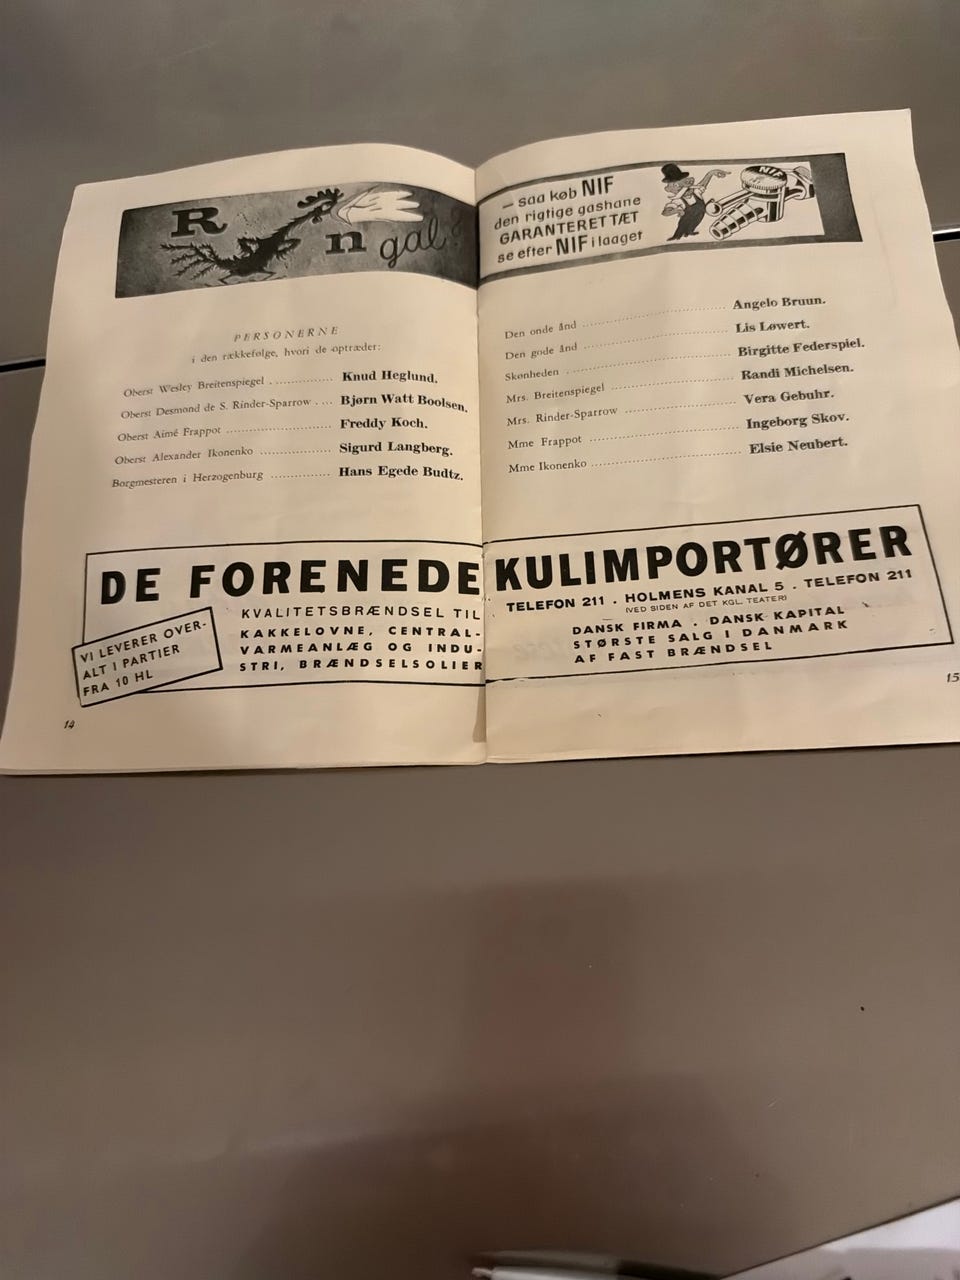 R n gal?
PERSONERNE
i den rækkefølge, hvori de optræder:
Oberst Wesley Breitenspiegel ............. Knud Heglund.
Oberst Desmond de S. Rinder-Sparrow .... Bjørn Watt Boolsen.
Oberst Aimé Frappot ...................... Freddy Koch.
Oberst Alexander Ikonenko ............... Sigurd Langberg.
Borgmesteren i Herzogenburg ............ Hans Egede Budtz.
— saa køb NIF
den rigtige gashane
GARANTERET TÆT
se efter NIF i laaget
NIF
Den onde ånd .......................... Angelo Bruun.
Den gode ånd .......................... Lis Løwert.
Skønheden ............................. Birgitte Federspiel.
Mrs. Breitenspiegel ..................... Randi Michelsen.
Mrs. Rinder-Sparrow .................... Vera Gebuhr.
Mme Frappot ........................... Ingeborg Skov.
Mme Ikonenko .......................... Elsie Neubert.
DE FORENEDE KULIMPORTØRER
TELEFON 211 . HOLMENS KANAL 5 . TELEFON 211
(VED SIDEN AF DET KGL. TEATER)
KVALITETSBRÆNDSEL TIL
KAKKELOVNE, CENTRAL-
VARMEANLÆG OG INDU-
STRI, BRÆNDSELSOLIER
VI LEVERER OVER-
ALT I PARTIER
FRA 10 HL
DANSK FIRMA . DANSK KAPITAL
STØRSTE SALG I DANMARK
AF FAST BRÆNDSEL
14
15